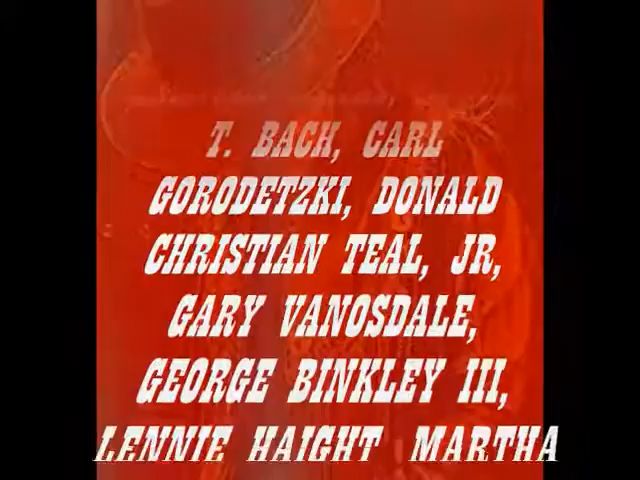 T. BACH, CARL
GORODETZKI, DONALD
CHRISTIAN TEAL, JR,
GARY VANOSDALE,
GEORGE BINKLEY III,
LENNIE HAIGHT MARTHA